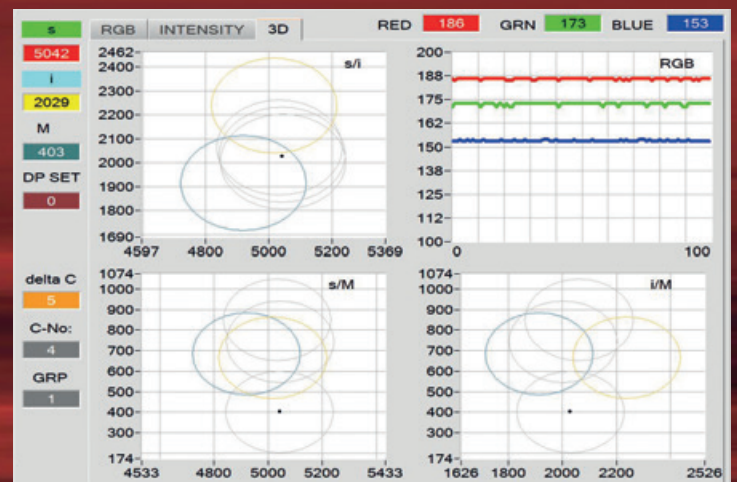 s
5042
i
2029
M
403
DP SET
0
delta C
5
C-No:
4
GRP
1
RGB INTENSITY 3D
RED 186 GRN 173 BLUE 153
s/i
2462
2400
2300
2200
2100
2000
1900
1800
1690
4597 4800 5000 5200 5369
RGB
200
188
175
162
150
138
125
112
100
0 100
s/M
1074
1000
900
800
700
600
500
400
300
174
4533 4800 5000 5200 5433
i/M
1074
1000
900
800
700
600
500
400
300
174
1626 1800 2000 2200 2526